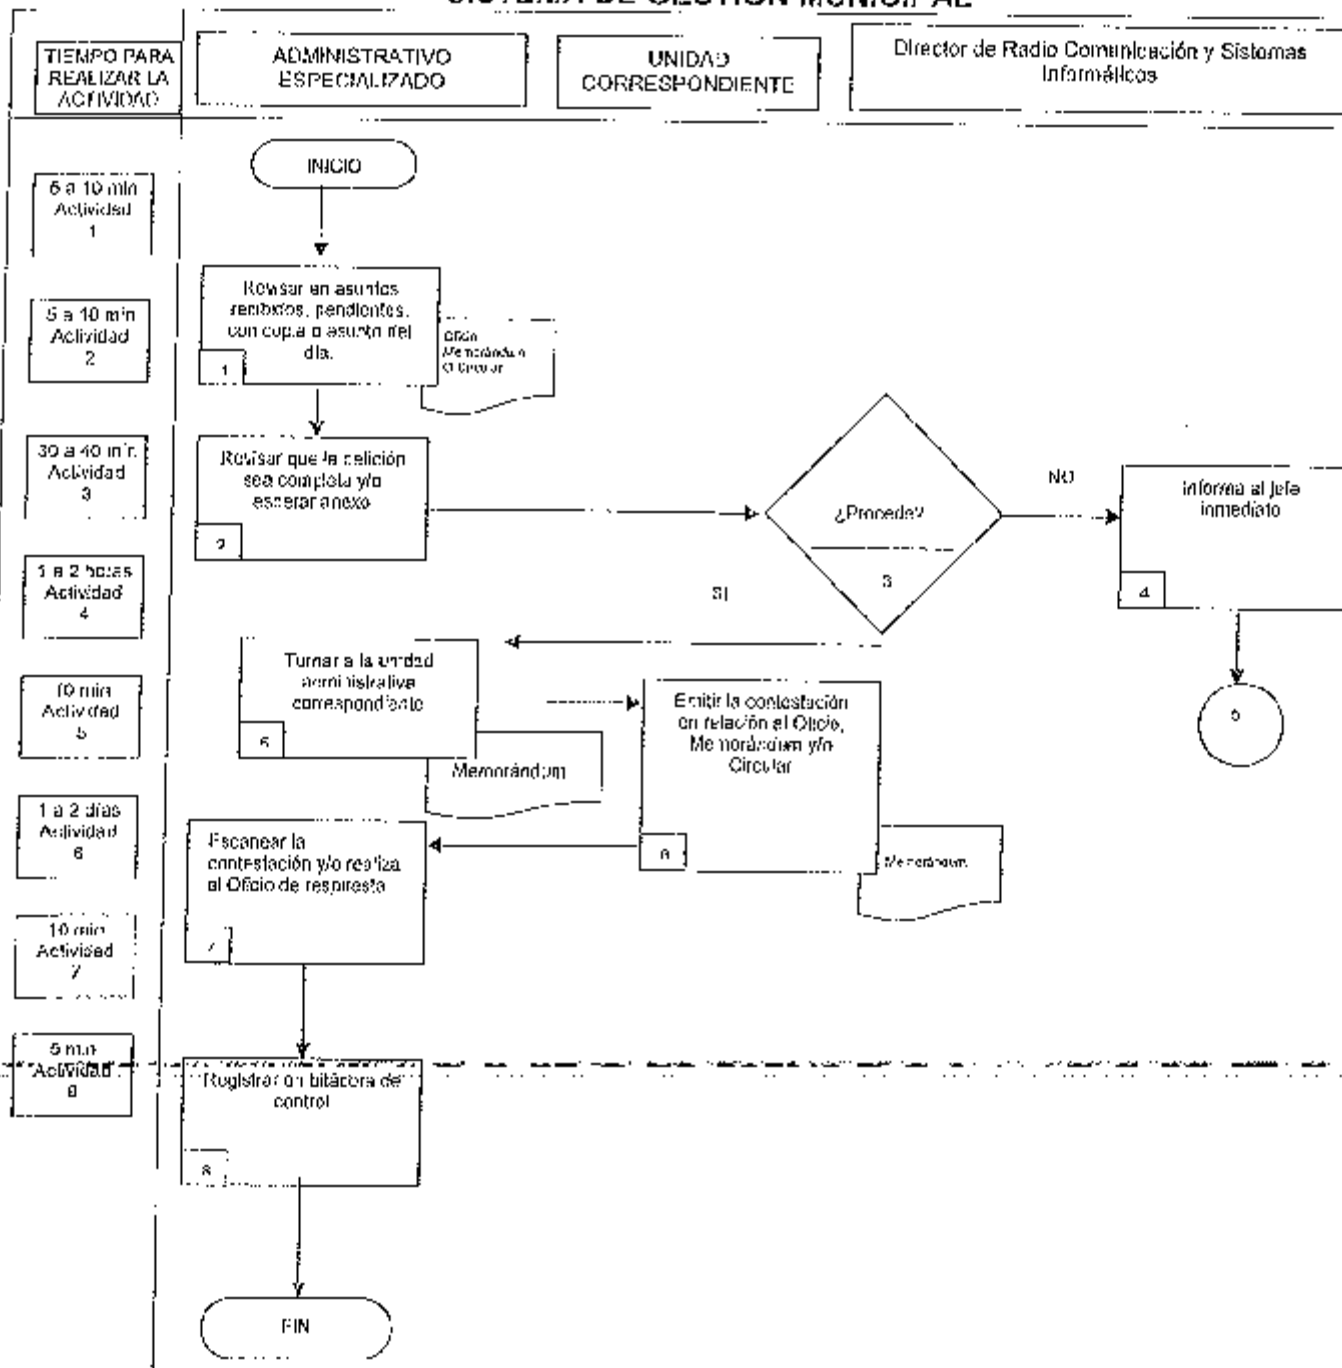 SISTEMA DE GESTIÓN MUNICIPAL
TIEMPO PARA
REALIZAR LA
ACTIVIDAD
ADMINISTRATIVO
ESPECIALIZADO
UNIDAD
CORRESPONDIENTE
Director de Radio Comunicación y Sistemas
Informáticos
INICIO
5 a 10 min
Actividad
1
Revisar en asuntos
recibidos, pendientes,
con copia o asunto del
día.
1
Oficio
Memorándum
O Circular
5 a 10 min
Actividad
2
30 a 40 min.
Actividad
3
Revisar que la petición
sea completa y/o
esperar anexo
2
¿Procede?
3
NO
SI
Informa al jefe
inmediato
4
1 a 2 horas
Actividad
4
Turnar a la unidad
administrativa
correspondiente
5
Memorándum
10 min
Actividad
5
Emitir la contestación
en relación al Oficio,
Memorándum y/o
Circular
6
Memorándum
1 a 2 días
Actividad
6
Escanear la
contestación y/o realiza
el Oficio de respuesta
7
10 min
Actividad
7
5 min
Actividad
8
Registrar en bitácora de
control
8
FIN